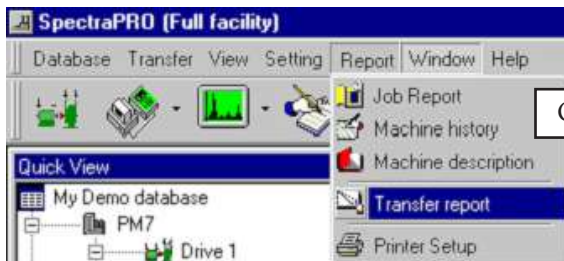 SpectraPRO (Full facility)
Database Transfer View Setting Report Window Help
Job Report
Machine history
Machine description
Transfer report
Printer Setup
Quick View
My Demo database
PM7
Drive 1